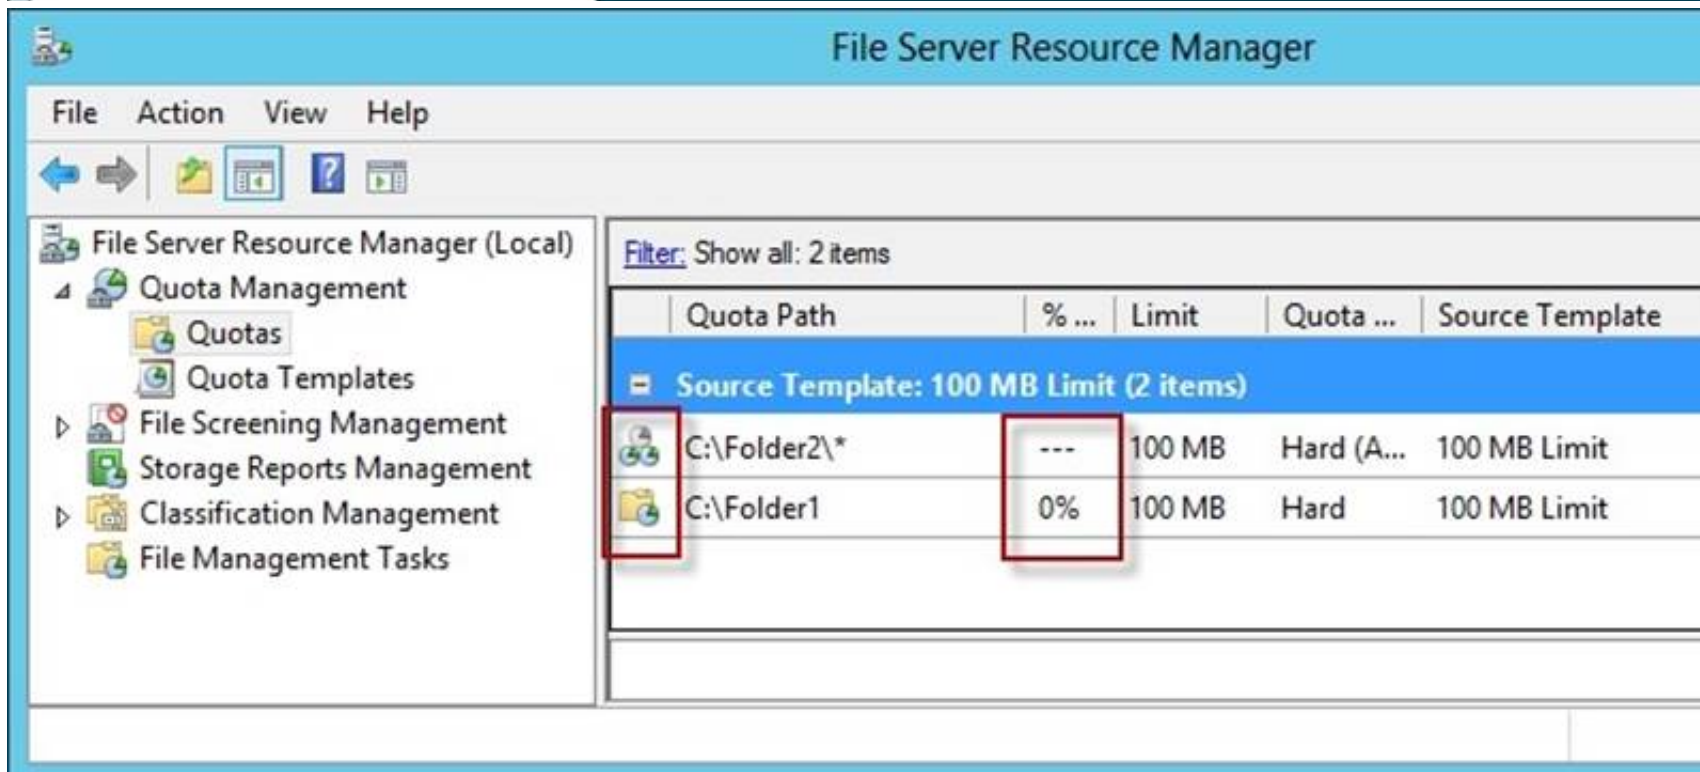 File Server Resource Manager
File Action View Help
File Server Resource Manager (Local)
Quota Management
Quotas
Quota Templates
File Screening Management
Storage Reports Management
Classification Management
File Management Tasks
Filter: Show all: 2 items
Quota Path % ... Limit Quota ... Source Template
Source Template: 100 MB Limit (2 items)
C:\Folder2\* --- 100 MB Hard (A... 100 MB Limit
C:\Folder1 0% 100 MB Hard 100 MB Limit